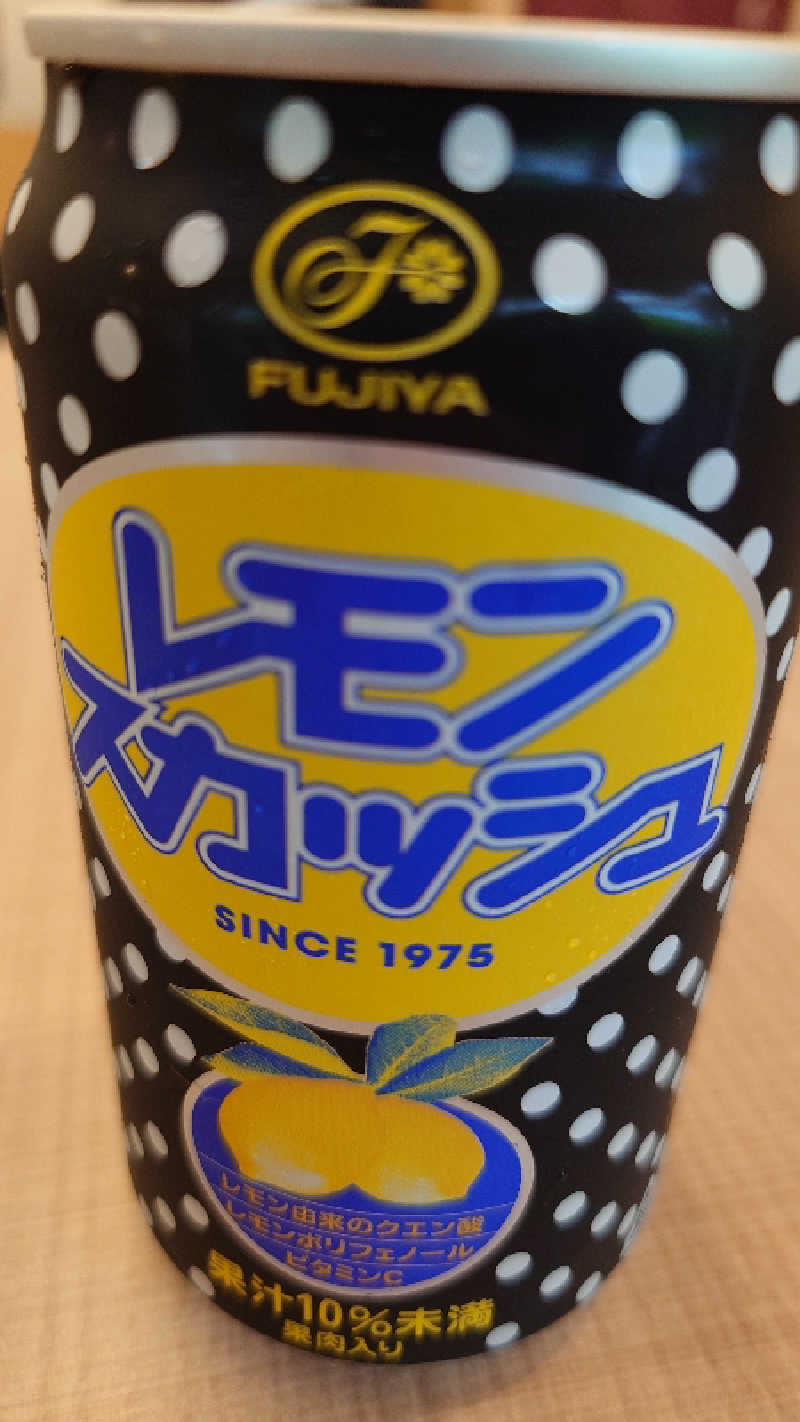 FUJIYA
レモン
スカッシュ
SINCE 1975
レモン由来のクエン酸
レモンポリフェノール
ビタミンC
果汁10%未満
果肉入り